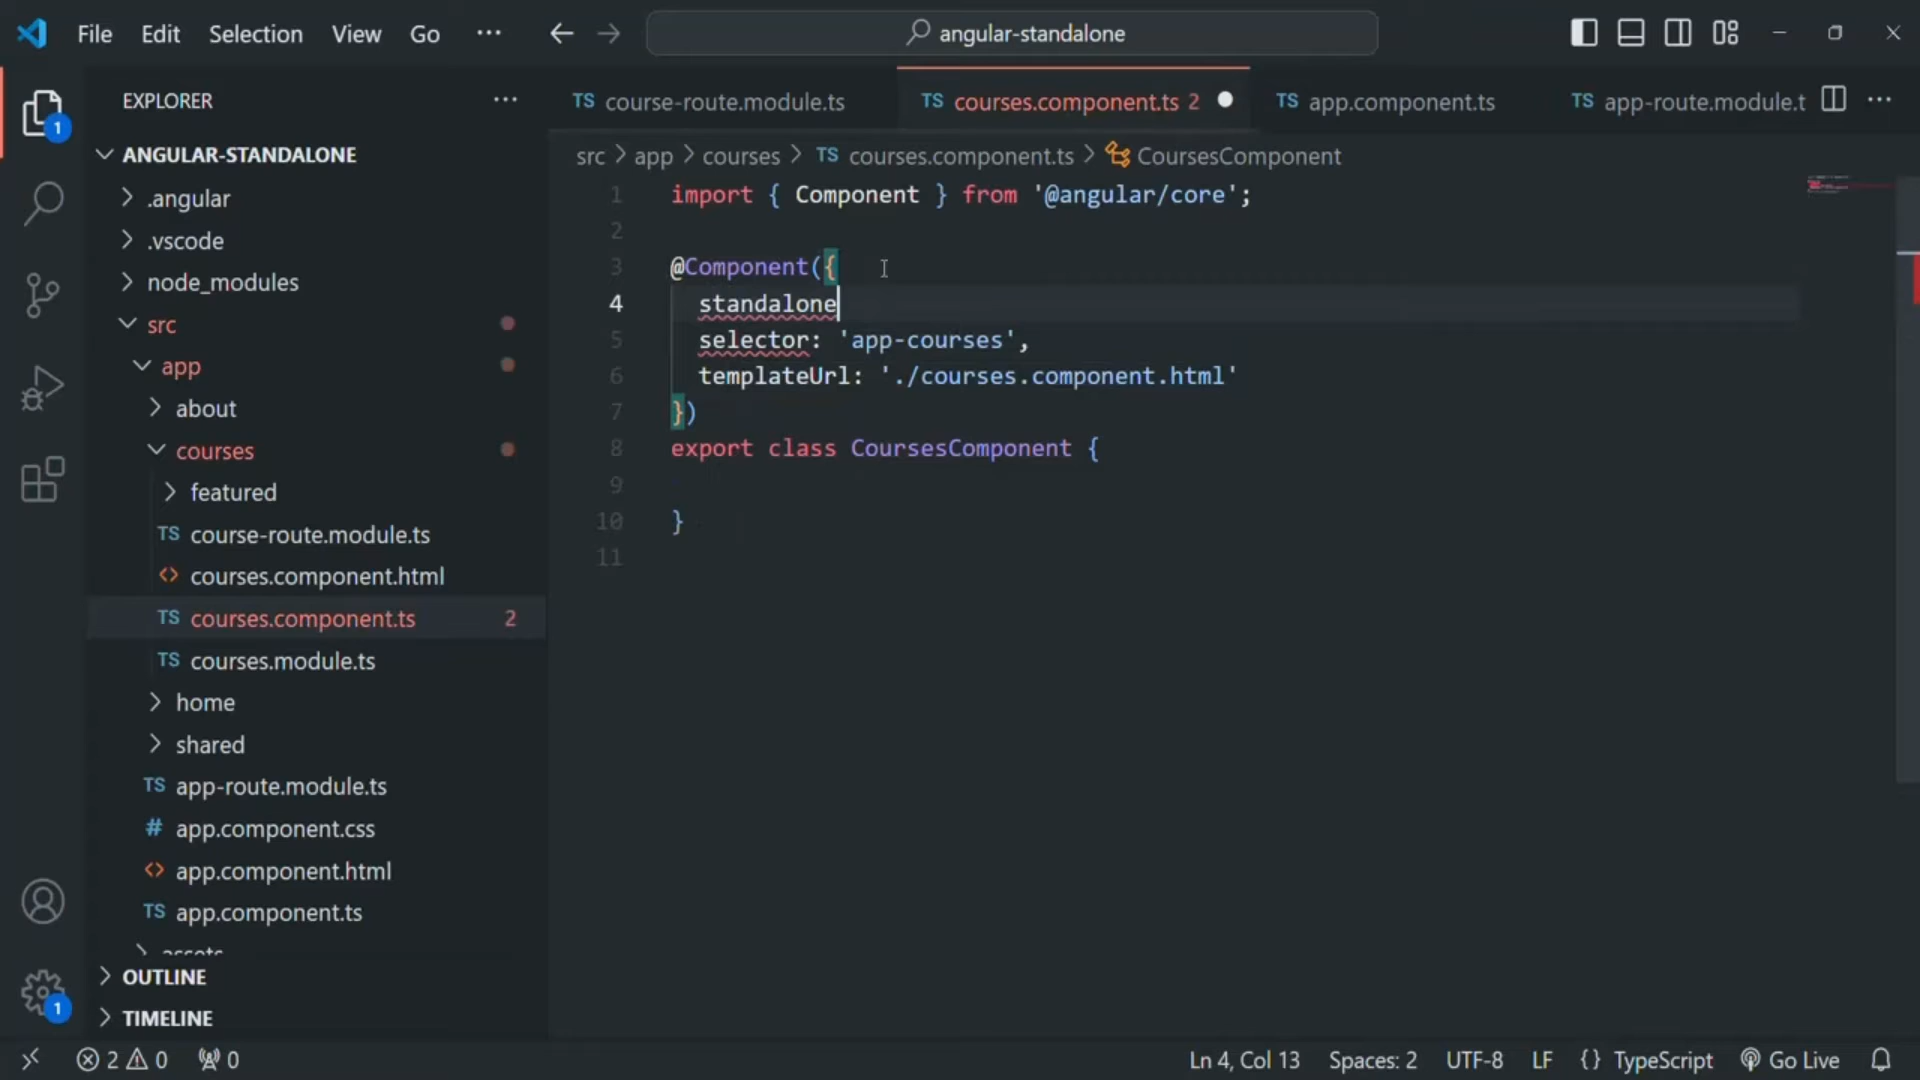 File Edit Selection View Go ··· angular-standalone
EXPLORER ···
ANGULAR-STANDALONE
.angular
.vscode
node_modules
src
app
about
courses
featured
TS course-route.module.ts
<> courses.component.html
TS courses.component.ts 2
TS courses.module.ts
home
shared
TS app-route.module.ts
# app.component.css
<> app.component.html
TS app.component.ts
assets
OUTLINE
TIMELINE
1
1
TS course-route.module.ts TS courses.component.ts 2 TS app.component.ts TS app-route.module.t ···
src > app > courses > TS courses.component.ts > CoursesComponent
1 import { Component } from '@angular/core';
2
3 @Component({
4 standalone
5 selector: 'app-courses',
6 templateUrl: './courses.component.html'
7 })
8 export class CoursesComponent {
9
10 }
11
2 0 0 Ln 4, Col 13 Spaces: 2 UTF-8 LF {} TypeScript Go Live